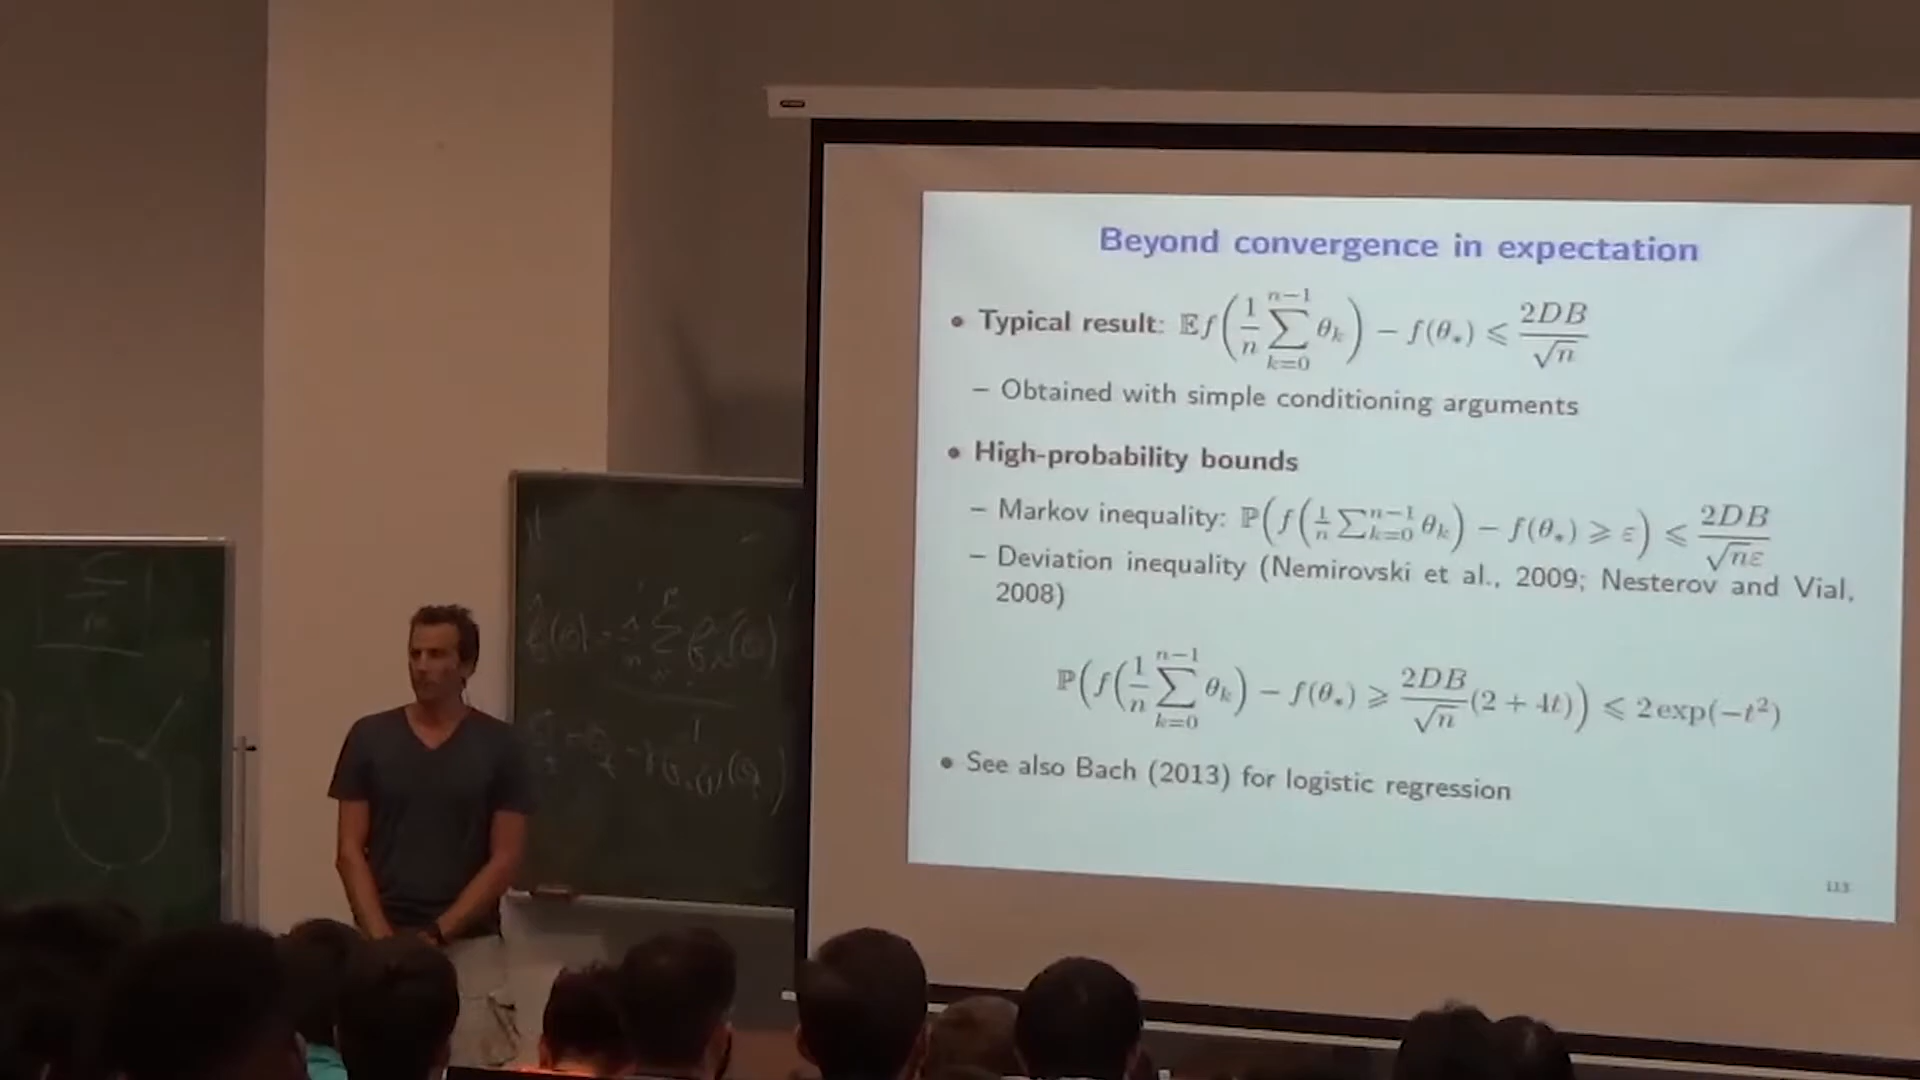 Beyond convergence in expectation
• Typical result: 𝔼f(1/n ∑_{k=0}^{n−1} θ_k) − f(θ_*) ⩽ 2DB/√n
– Obtained with simple conditioning arguments
• High-probability bounds
– Markov inequality: ℙ(f(1/n ∑_{k=0}^{n−1} θ_k) − f(θ_*) ⩾ ε) ⩽ 2DB/√nε
– Deviation inequality (Nemirovski et al., 2009; Nesterov and Vial,
2008)
ℙ(f(1/n ∑_{k=0}^{n−1} θ_k) − f(θ_*) ⩾ 2DB/√n (2 + 4t)) ⩽ 2 exp(−t²)
• See also Bach (2013) for logistic regression
113